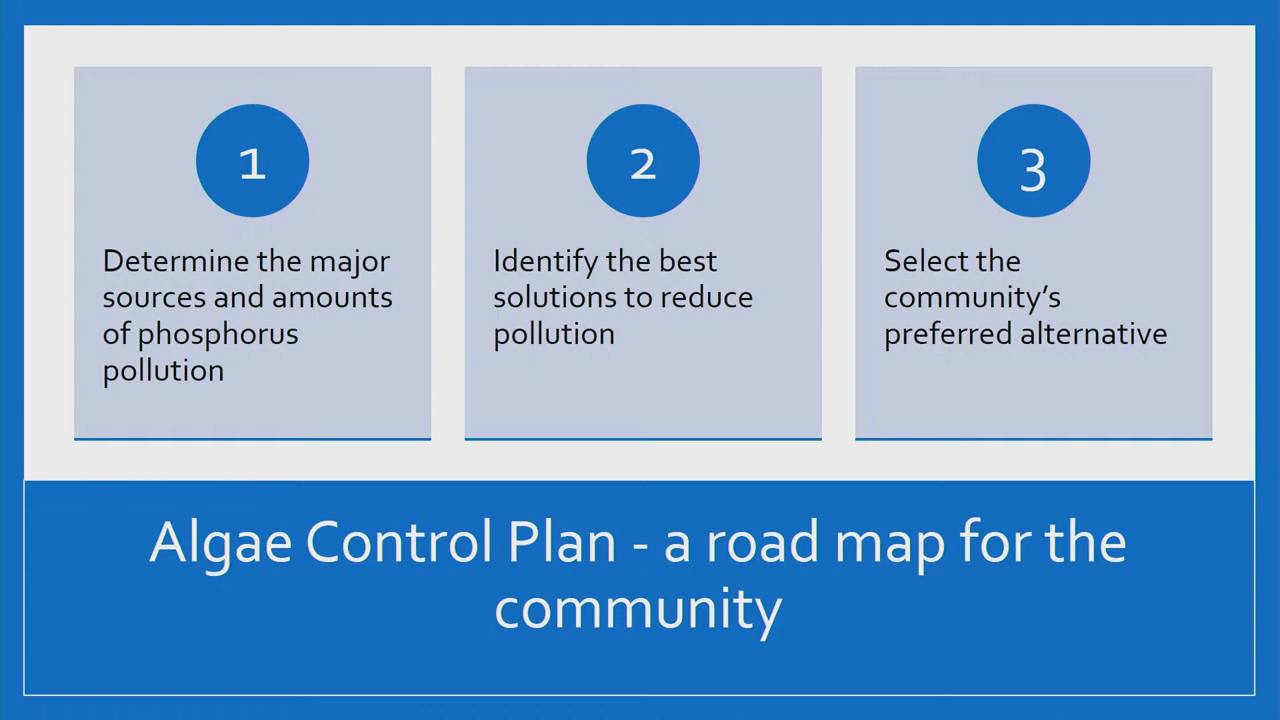 1
Determine the major
sources and amounts
of phosphorus
pollution
2
Identify the best
solutions to reduce
pollution
3
Select the
community’s
preferred alternative
Algae Control Plan - a road map for the
community